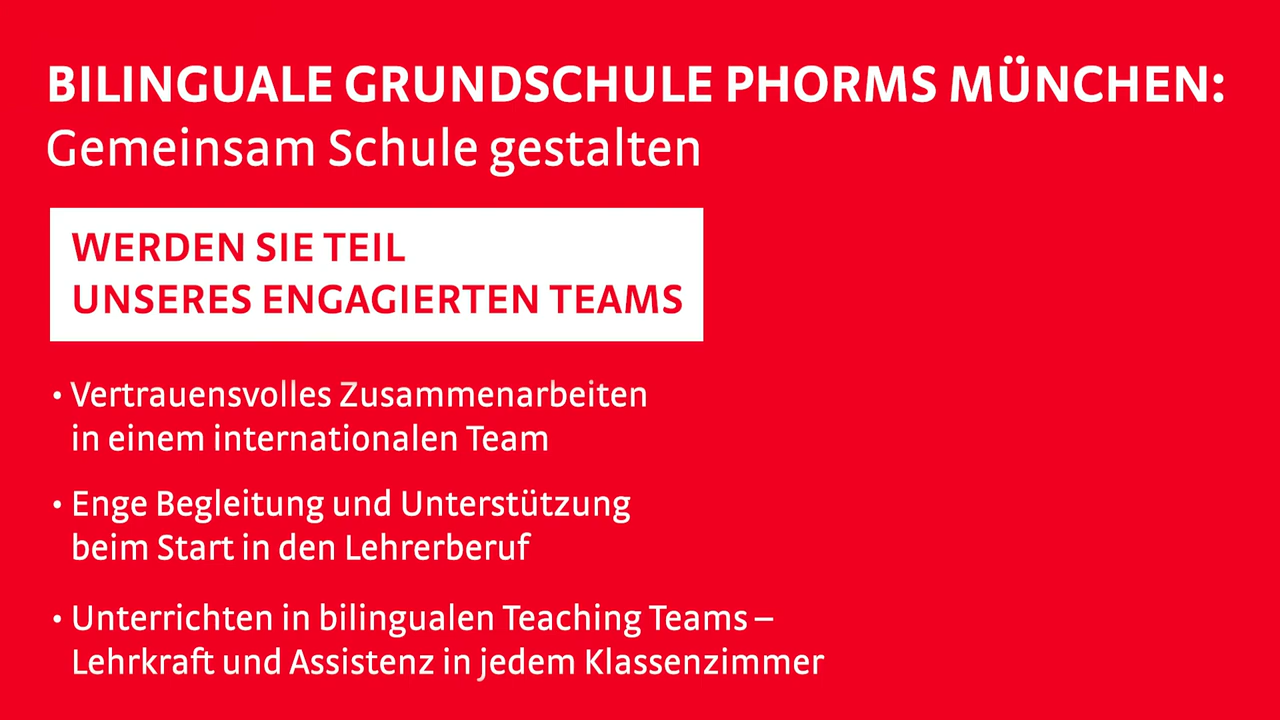 BILINGUALE GRUNDSCHULE PHORMS MÜNCHEN:
Gemeinsam Schule gestalten
WERDEN SIE TEIL
UNSERES ENGAGIERTEN TEAMS
• Vertrauensvolles Zusammenarbeiten
in einem internationalen Team
• Enge Begleitung und Unterstützung
beim Start in den Lehrerberuf
• Unterrichten in bilingualen Teaching Teams –
Lehrkraft und Assistenz in jedem Klassenzimmer